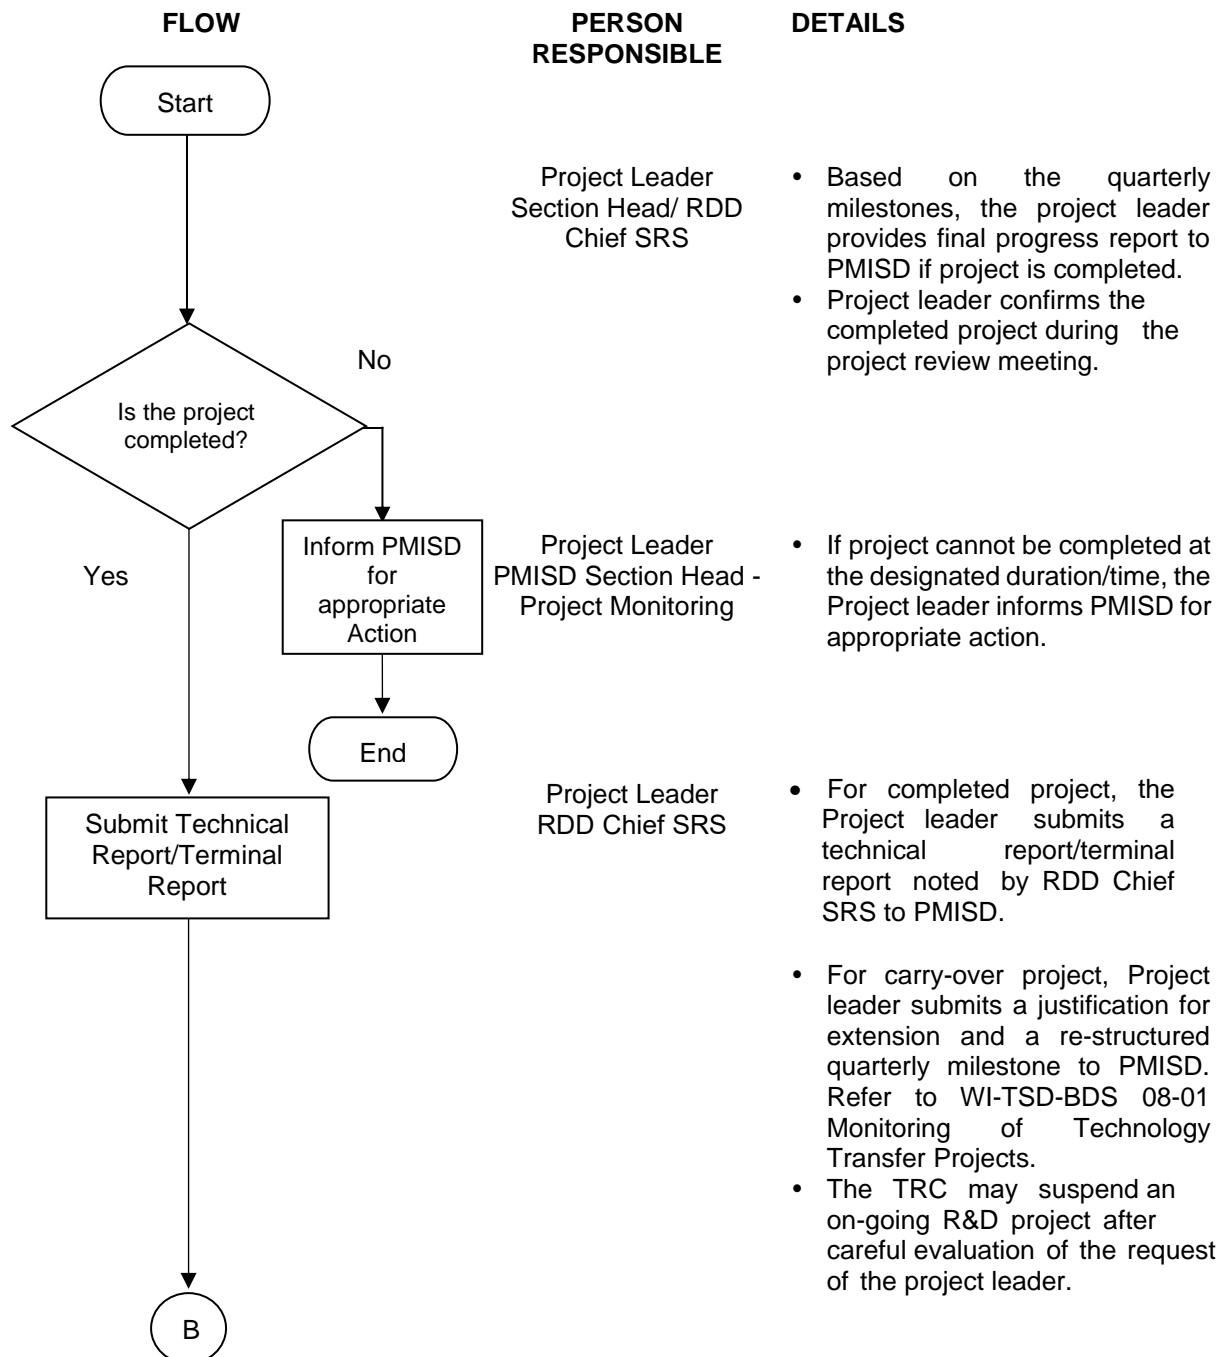 FLOW
PERSON
RESPONSIBLE
DETAILS
Start
Project Leader
Section Head/ RDD
Chief SRS
• Based on the quarterly
milestones, the project leader
provides final progress report to
PMISD if project is completed.
• Project leader confirms the
completed project during the
project review meeting.
No
Is the project
completed?
Yes
Inform PMISD
for
appropriate
Action
Project Leader
PMISD Section Head -
Project Monitoring
• If project cannot be completed at
the designated duration/time, the
Project leader informs PMISD for
appropriate action.
End
Submit Technical
Report/Terminal
Report
Project Leader
RDD Chief SRS
• For completed project, the
Project leader submits a
technical report/terminal
report noted by RDD Chief
SRS to PMISD.
• For carry-over project, Project
leader submits a justification for
extension and a re-structured
quarterly milestone to PMISD.
Refer to WI-TSD-BDS 08-01
Monitoring of Technology
Transfer Projects.
• The TRC may suspend an
on-going R&D project after
careful evaluation of the request
of the project leader.
B